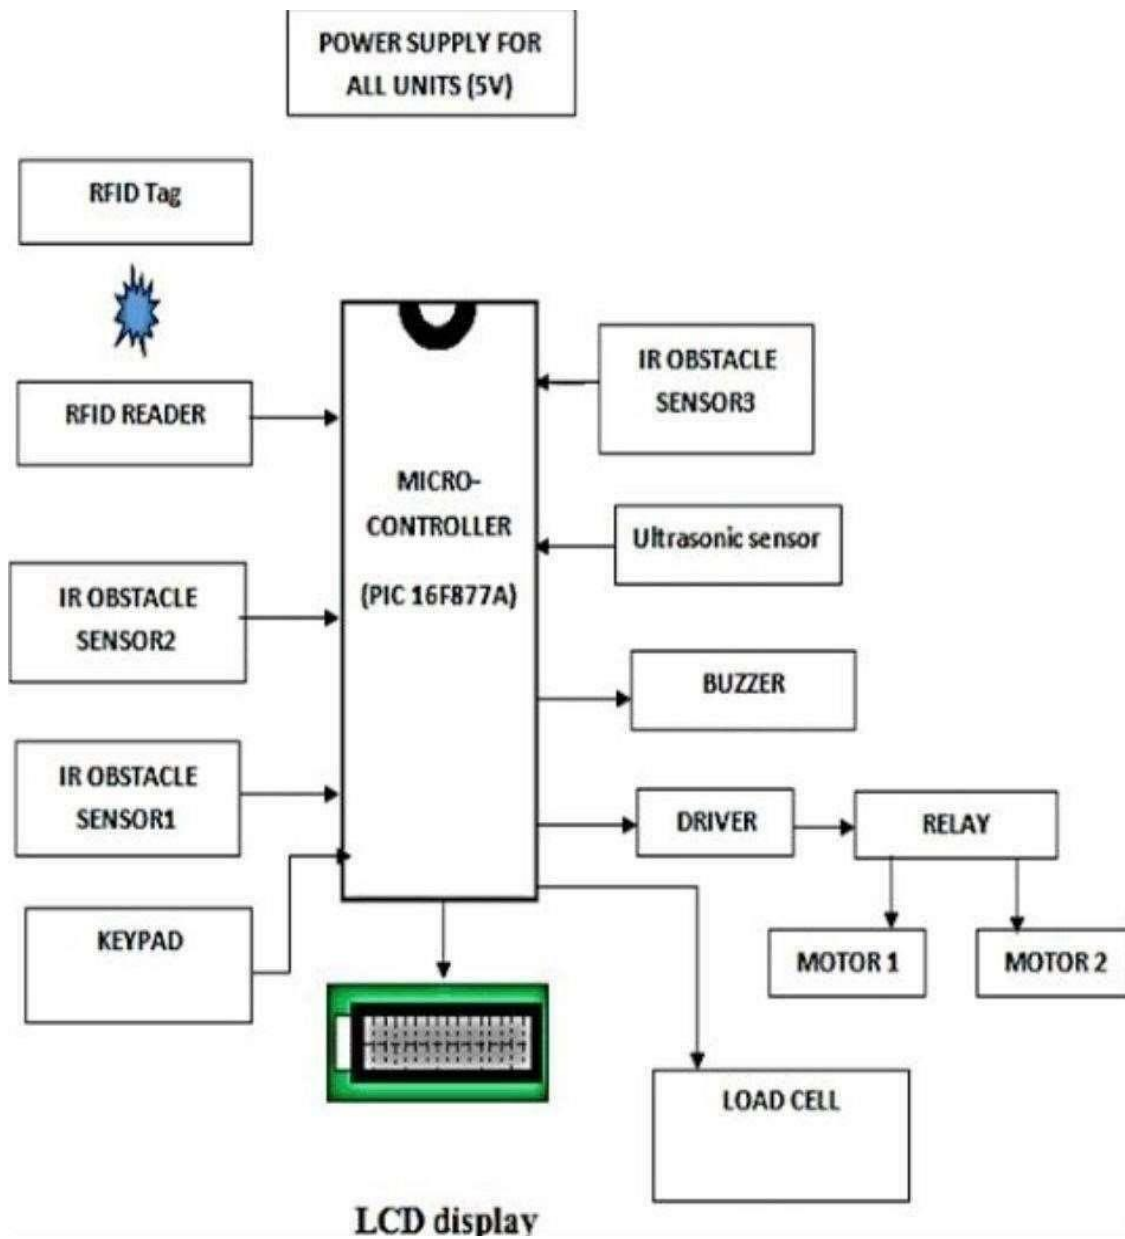 POWER SUPPLY FOR
ALL UNITS (5V)
RFID Tag
RFID READER
IR OBSTACLE
SENSOR2
IR OBSTACLE
SENSOR1
KEYPAD
MICRO-
CONTROLLER
(PIC 16F877A)
IR OBSTACLE
SENSOR3
Ultrasonic sensor
BUZZER
DRIVER
RELAY
MOTOR 1
MOTOR 2
LOAD CELL
LCD display